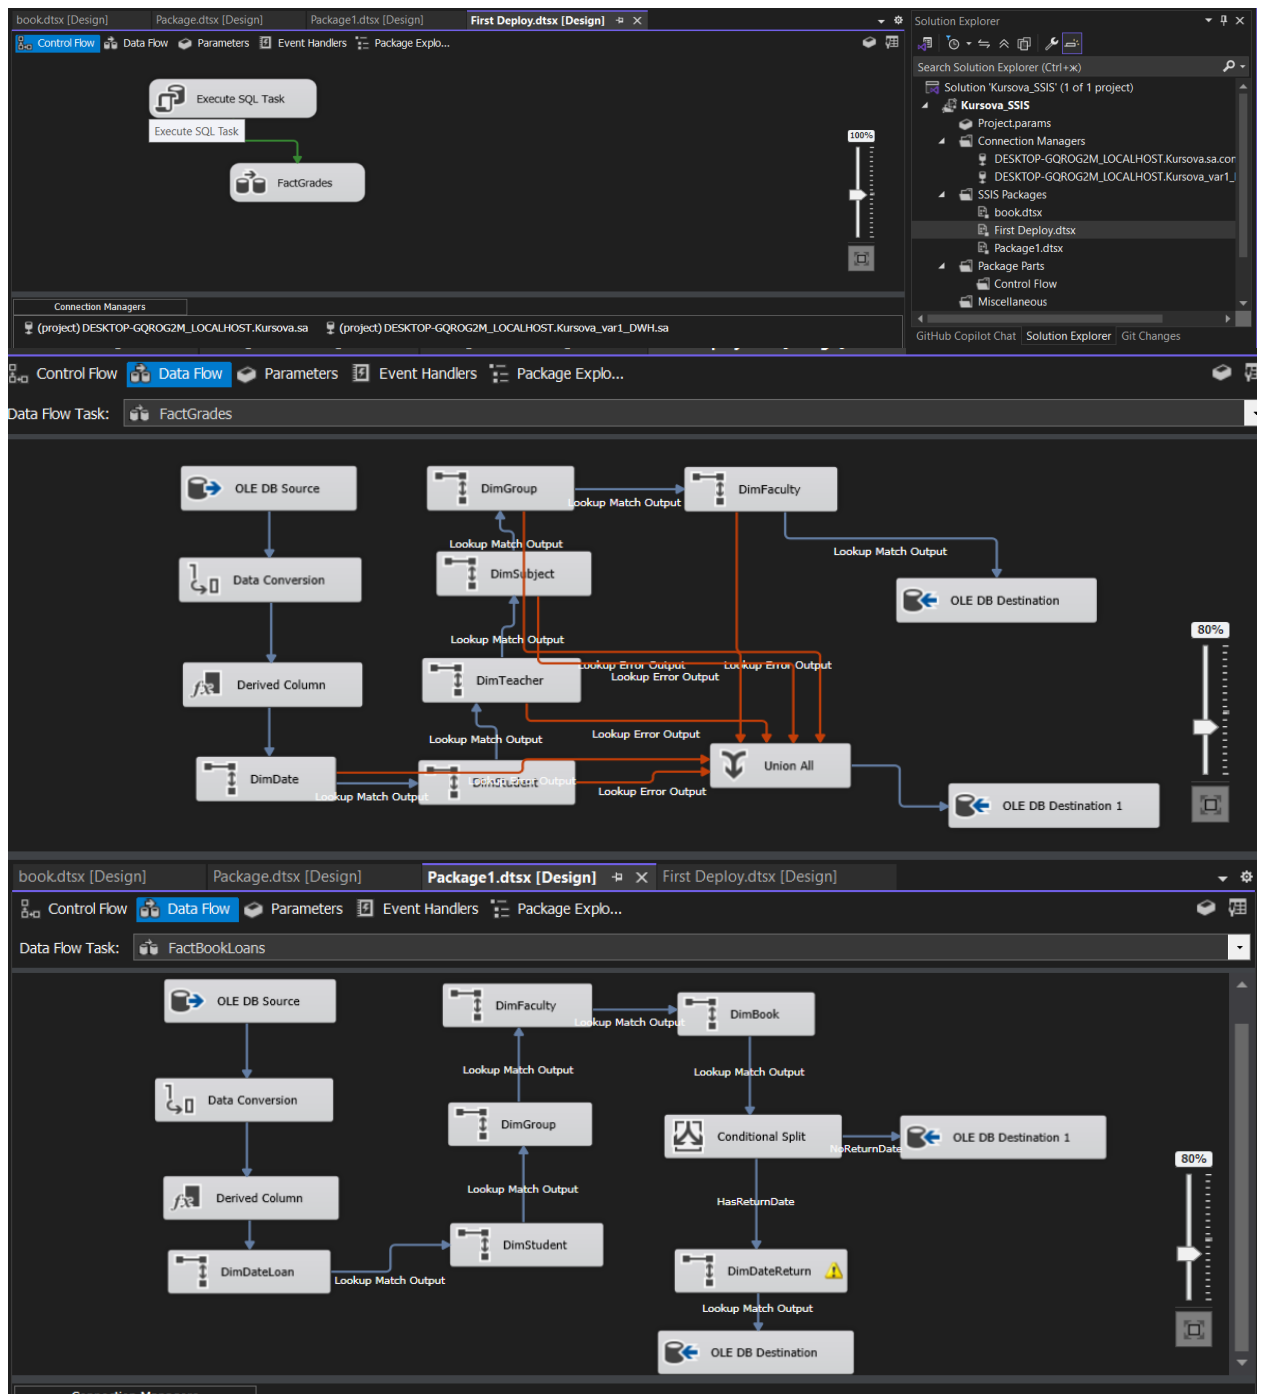 book.dtsx [Design] Package.dtsx [Design] Package1.dtsx [Design] First Deploy.dtsx [Design]
Control Flow Data Flow Parameters Event Handlers Package Explo...
Execute SQL Task
Execute SQL Task
FactGrades
100%
Connection Managers
(project) DESKTOP-GQROG2M_LOCALHOST.Kursova.sa (project) DESKTOP-GQROG2M_LOCALHOST.Kursova_var1_DWH.sa
Solution Explorer
Search Solution Explorer (Ctrl+ж)
Solution 'Kursova_SSIS' (1 of 1 project)
Kursova_SSIS
Project.params
Connection Managers
DESKTOP-GQROG2M_LOCALHOST.Kursova.sa.con
DESKTOP-GQROG2M_LOCALHOST.Kursova_var1_
SSIS Packages
book.dtsx
First Deploy.dtsx
Package1.dtsx
Package Parts
Control Flow
Miscellaneous
GitHub Copilot Chat Solution Explorer Git Changes
Control Flow Data Flow Parameters Event Handlers Package Explo...
Data Flow Task: FactGrades
OLE DB Source DimGroup DimFaculty
Lookup Match Output
Lookup Match Output Lookup Match Output
Data Conversion DimSubject
OLE DB Destination
80%
Lookup Match Output
Lookup Error Output Lookup Error Output
Lookup Error Output
Derived Column DimTeacher
Lookup Match Output Lookup Error Output
Union All
DimDate DimStudent
Lookup Error Output
Lookup Match Output Lookup Error Output
OLE DB Destination 1
book.dtsx [Design] Package.dtsx [Design] Package1.dtsx [Design] First Deploy.dtsx [Design]
Control Flow Data Flow Parameters Event Handlers Package Explo...
Data Flow Task: FactBookLoans
OLE DB Source DimFaculty DimBook
Lookup Match Output
Lookup Match Output Lookup Match Output
Data Conversion
DimGroup Conditional Split OLE DB Destination 1
NoReturnDate
80%
Lookup Match Output
Derived Column HasReturnDate
DimStudent
DimDateLoan DimDateReturn
Lookup Match Output
Lookup Match Output
OLE DB Destination